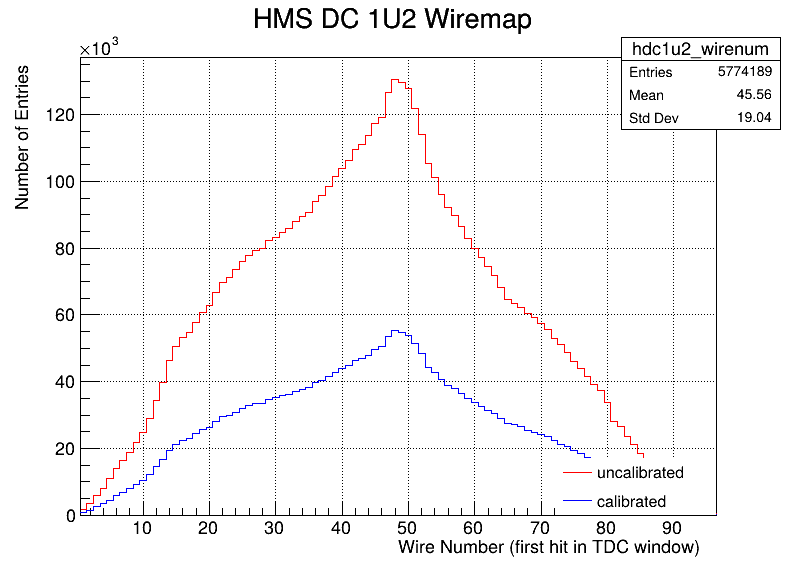 HMS DC 1U2 Wiremap
×10³
hdc1u2_wirenum
Entries 5774189
Mean 45.56
Std Dev 19.04
Number of Entries
120
100
80
60
40
20
0
uncalibrated
calibrated
10 20 30 40 50 60 70 80 90
Wire Number (first hit in TDC window)